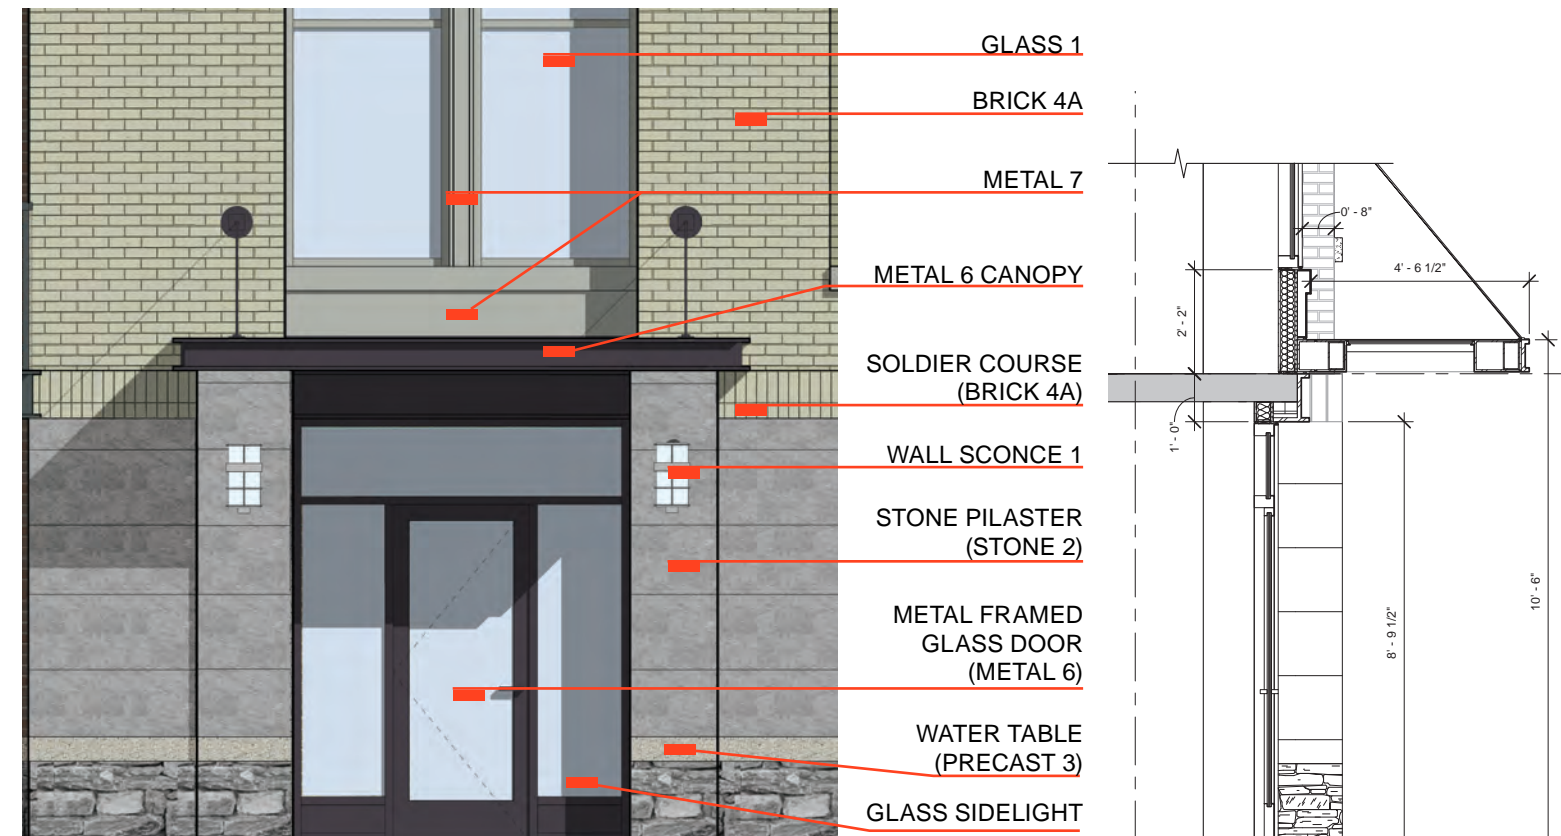 GLASS 1
BRICK 4A
METAL 7
METAL 6 CANOPY
SOLDIER COURSE
(BRICK 4A)
WALL SCONCE 1
STONE PILASTER
(STONE 2)
METAL FRAMED
GLASS DOOR
(METAL 6)
WATER TABLE
(PRECAST 3)
GLASS SIDELIGHT
0' - 8"
4' - 6 1/2"
2' - 2"
1' - 0"
8' - 9 1/2"
10' - 6"